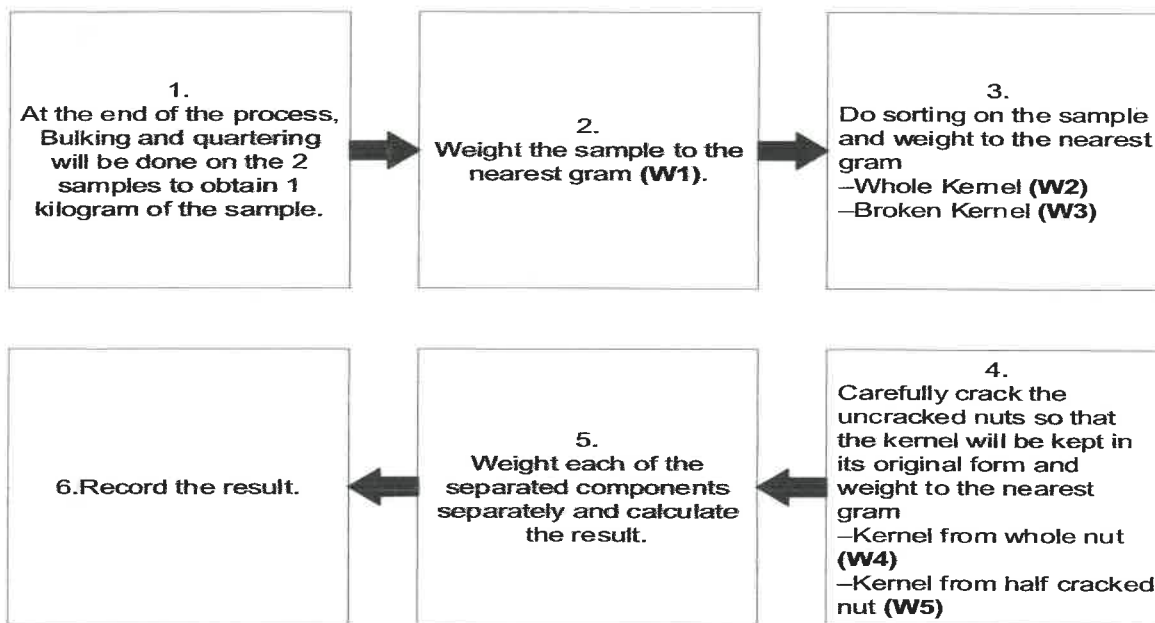 1.
At the end of the process,
Bulking and quartering
will be done on the 2
samples to obtain 1
kilogram of the sample.
2.
Weight the sample to the
nearest gram (W1).
3.
Do sorting on the sample
and weight to the nearest
gram
–Whole Kernel (W2)
–Broken Kernel (W3)
4.
Carefully crack the
uncracked nuts so that
the kernel will be kept in
its original form and
weight to the nearest
gram
–Kernel from whole nut
(W4)
–Kernel from half cracked
nut (W5)
5.
Weight each of the
separated components
separately and calculate
the result.
6.Record the result.